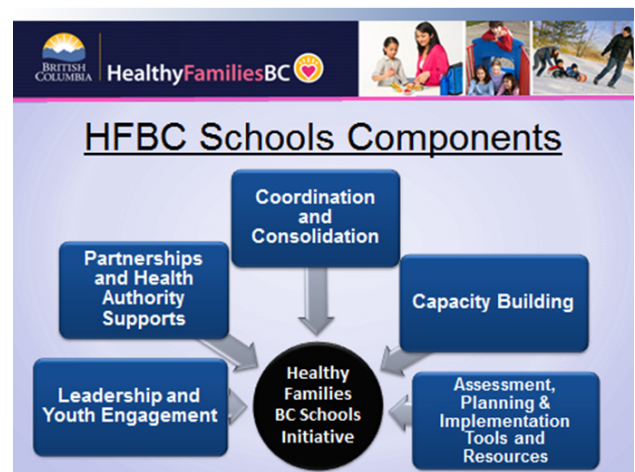 BRITISH
COLUMBIA
HealthyFamiliesBC
HFBC Schools Components
Coordination
and
Consolidation
Partnerships
and Health
Authority
Supports
Capacity Building
Leadership and
Youth Engagement
Healthy
Families
BC Schools
Initiative
Assessment,
Planning &
Implementation
Tools and
Resources